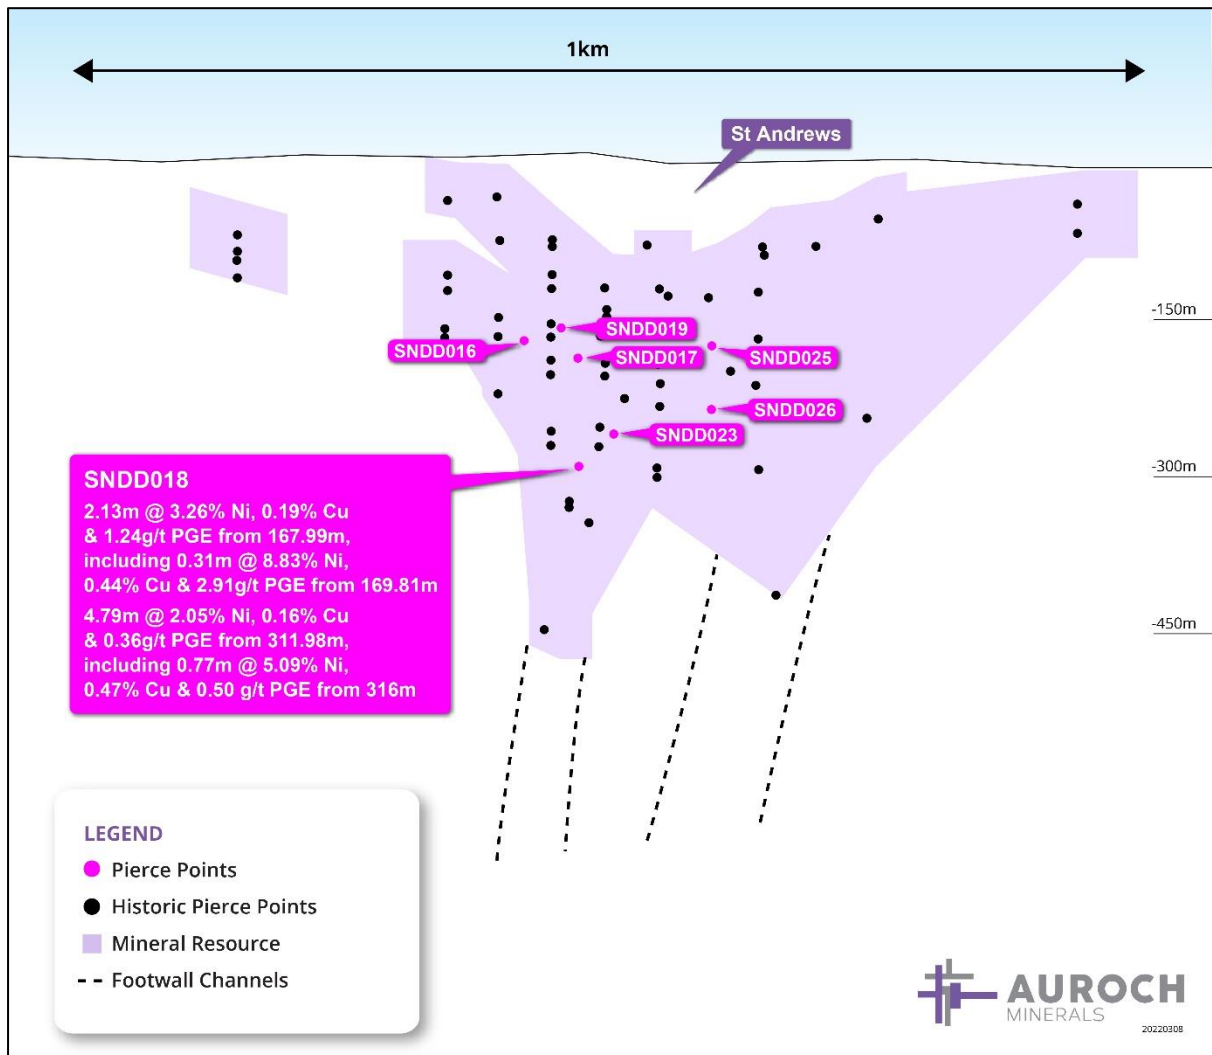 1km
St Andrews
-150m
SNDD019
SNDD016
SNDD017
SNDD025
SNDD026
SNDD023
-300m
SNDD018
2.13m @ 3.26% Ni, 0.19% Cu
& 1.24g/t PGE from 167.99m,
including 0.31m @ 8.83% Ni,
0.44% Cu & 2.91g/t PGE from 169.81m
4.79m @ 2.05% Ni, 0.16% Cu
& 0.36g/t PGE from 311.98m,
including 0.77m @ 5.09% Ni,
0.47% Cu & 0.50 g/t PGE from 316m
-450m
LEGEND
Pierce Points
Historic Pierce Points
Mineral Resource
Footwall Channels
AUROCH
MINERALS
20220308